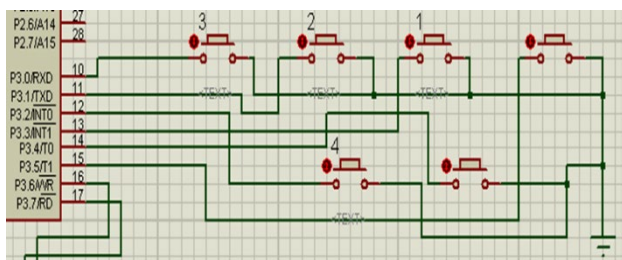 27
P2.6/A14
28
P2.7/A15
3
2
1
10
P3.0/RXD
11
P3.1/TXD
12
P3.2/INT0
13
P3.3/INT1
14
P3.4/T0
15
P3.5/T1
16
P3.6/WR
17
P3.7/RD
<TEXT>
<TEXT>
<TEXT>
4
<TEXT>